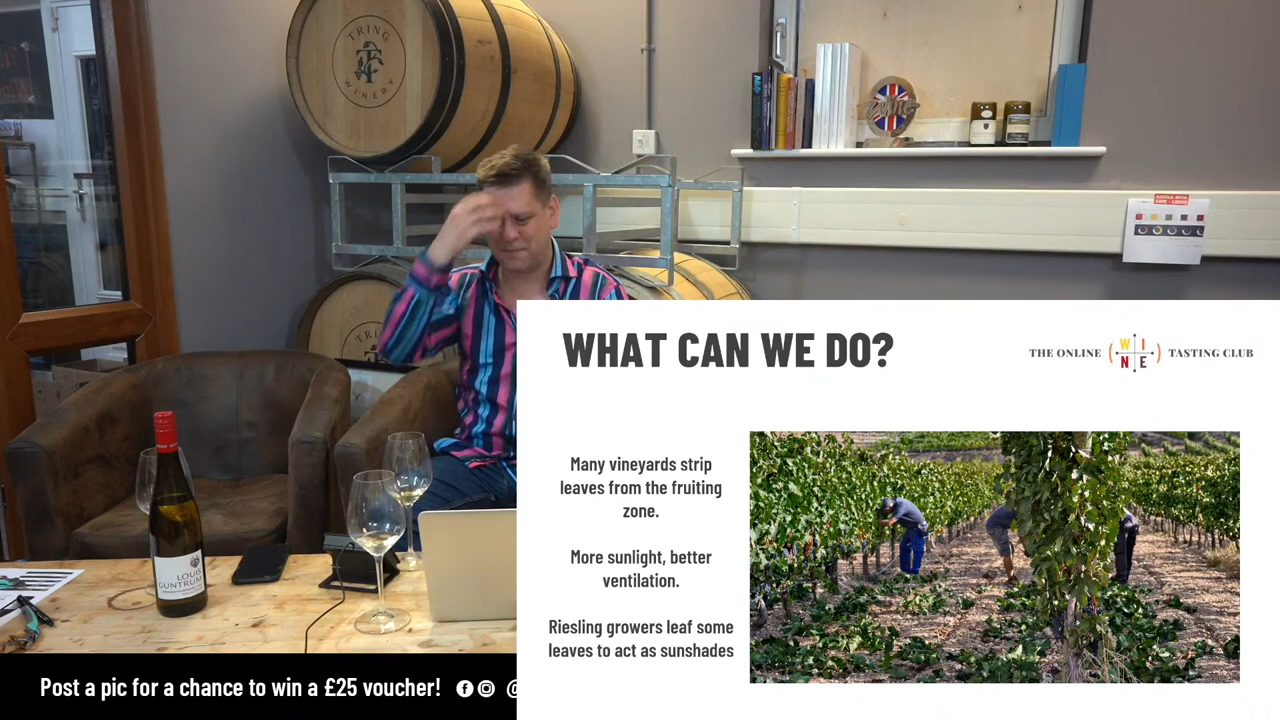 TRING
WINERY
TRI
WHAT CAN WE DO?
THE ONLINE WINE TASTING CLUB
Many vineyards strip
leaves from the fruiting
zone.
More sunlight, better
ventilation.
Riesling growers leaf some
leaves to act as sunshades
LOUIS
GUNTRUM
Post a pic for a chance to win a £25 voucher!